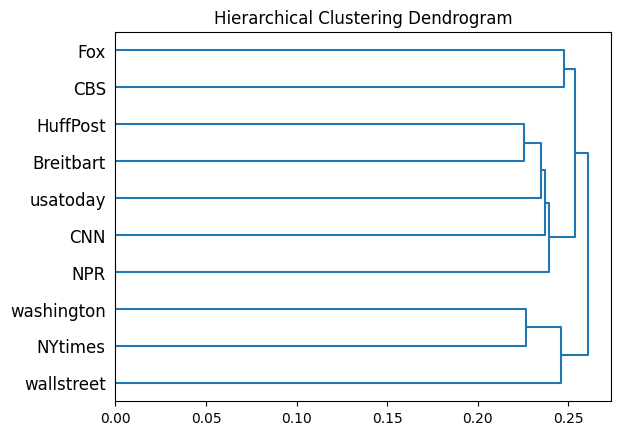 Hierarchical Clustering Dendrogram
Fox
CBS
HuffPost
Breitbart
usatoday
CNN
NPR
washington
NYtimes
wallstreet
0.00 0.05 0.10 0.15 0.20 0.25